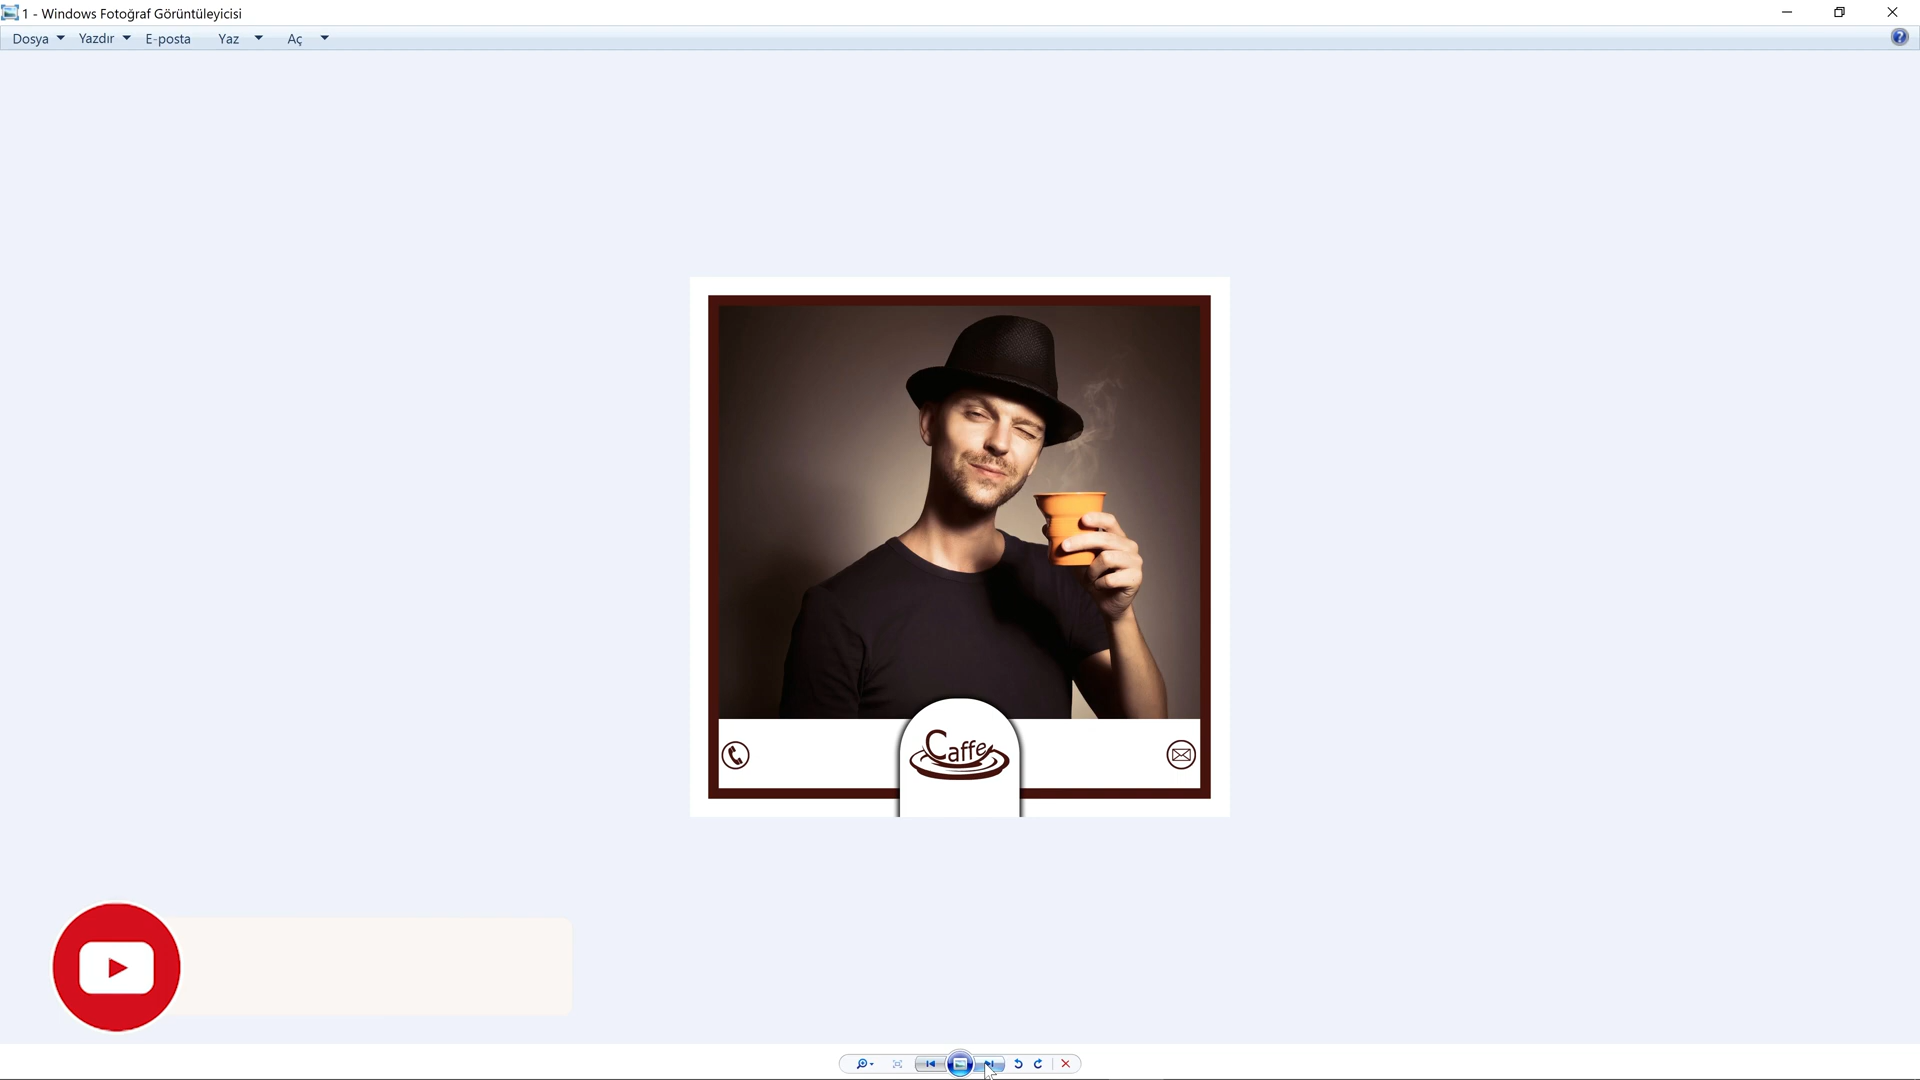 1 - Windows Fotoğraf Görüntüleyicisi
Dosya Yazdır E-posta Yaz Aç
Caffe